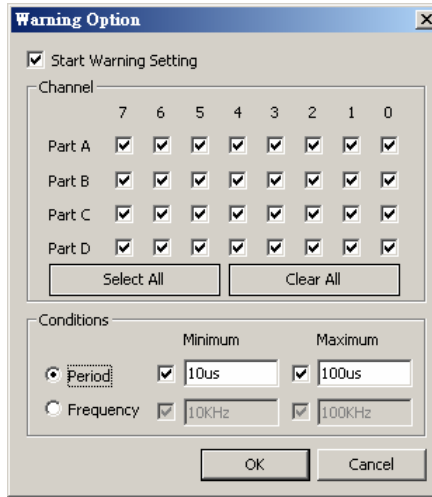 Warning Option
Start Warning Setting
Channel
7 6 5 4 3 2 1 0
Part A
Part B
Part C
Part D
Select All Clear All
Conditions
Minimum Maximum
Period 10us 100us
Frequency 10KHz 100KHz
OK Cancel